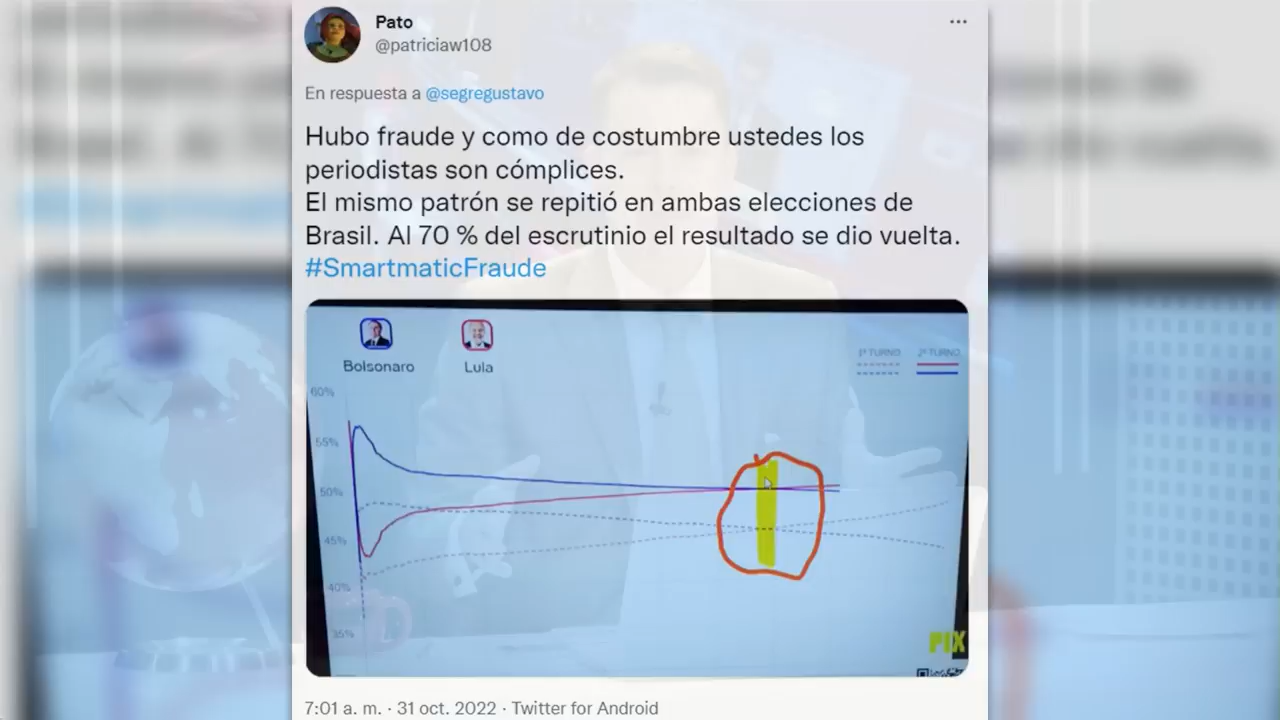 Pato
@patriciaw108
En respuesta a @segregustavo
Hubo fraude y como de costumbre ustedes los
periodistas son cómplices.
El mismo patrón se repitió en ambas elecciones de
Brasil. Al 70 % del escrutinio el resultado se dio vuelta.
#SmartmaticFraude
Bolsonaro
Lula
1º TURNO
2º TURNO
60%
55%
50%
45%
40%
35%
PIX
7:01 a. m. · 31 oct. 2022 · Twitter for Android